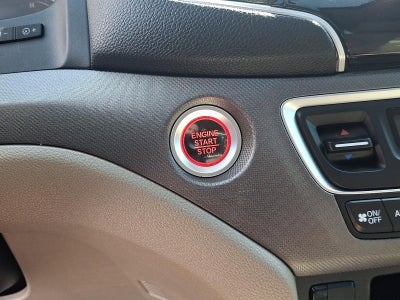 ENGINE
START
STOP
ON/
OFF
A